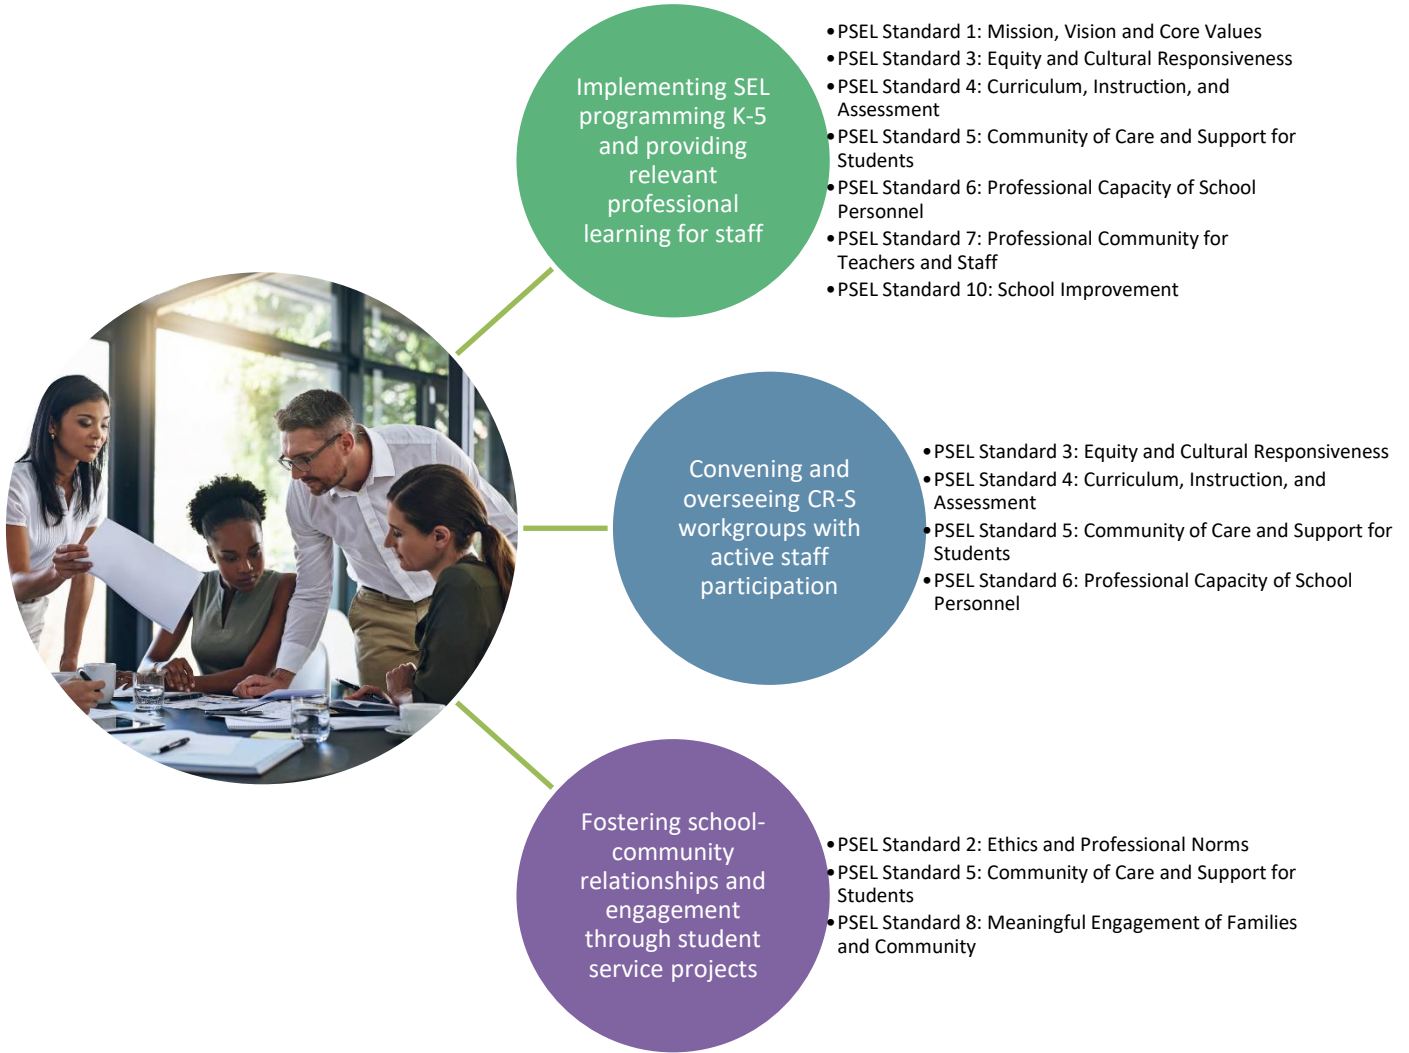 Implementing SEL
programming K-5
and providing
relevant
professional
learning for staff
•PSEL Standard 1: Mission, Vision and Core Values
•PSEL Standard 3: Equity and Cultural Responsiveness
•PSEL Standard 4: Curriculum, Instruction, and
Assessment
•PSEL Standard 5: Community of Care and Support for
Students
•PSEL Standard 6: Professional Capacity of School
Personnel
•PSEL Standard 7: Professional Community for
Teachers and Staff
•PSEL Standard 10: School Improvement
Convening and
overseeing CR-S
workgroups with
active staff
participation
•PSEL Standard 3: Equity and Cultural Responsiveness
•PSEL Standard 4: Curriculum, Instruction, and
Assessment
•PSEL Standard 5: Community of Care and Support for
Students
•PSEL Standard 6: Professional Capacity of School
Personnel
Fostering school-
community
relationships and
engagement
through student
service projects
•PSEL Standard 2: Ethics and Professional Norms
•PSEL Standard 5: Community of Care and Support for
Students
•PSEL Standard 8: Meaningful Engagement of Families
and Community